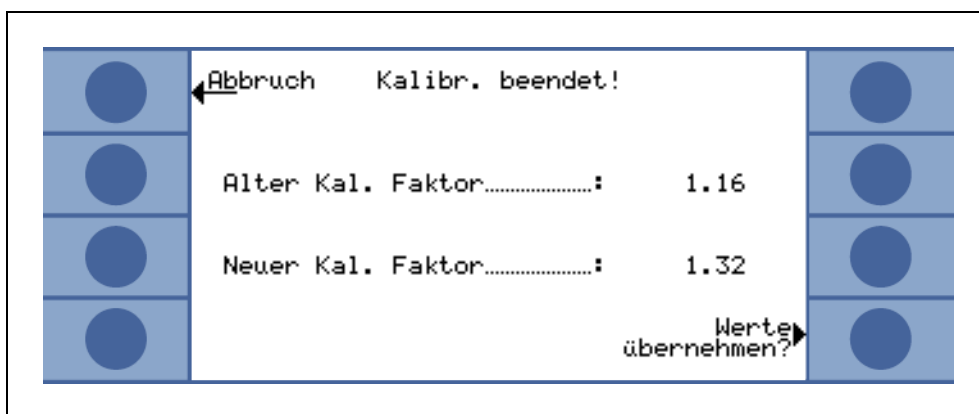 Abbruch Kalibr. beendet!
Alter Kal. Faktor....................: 1.16
Neuer Kal. Faktor....................: 1.32
Werte
übernehmen?